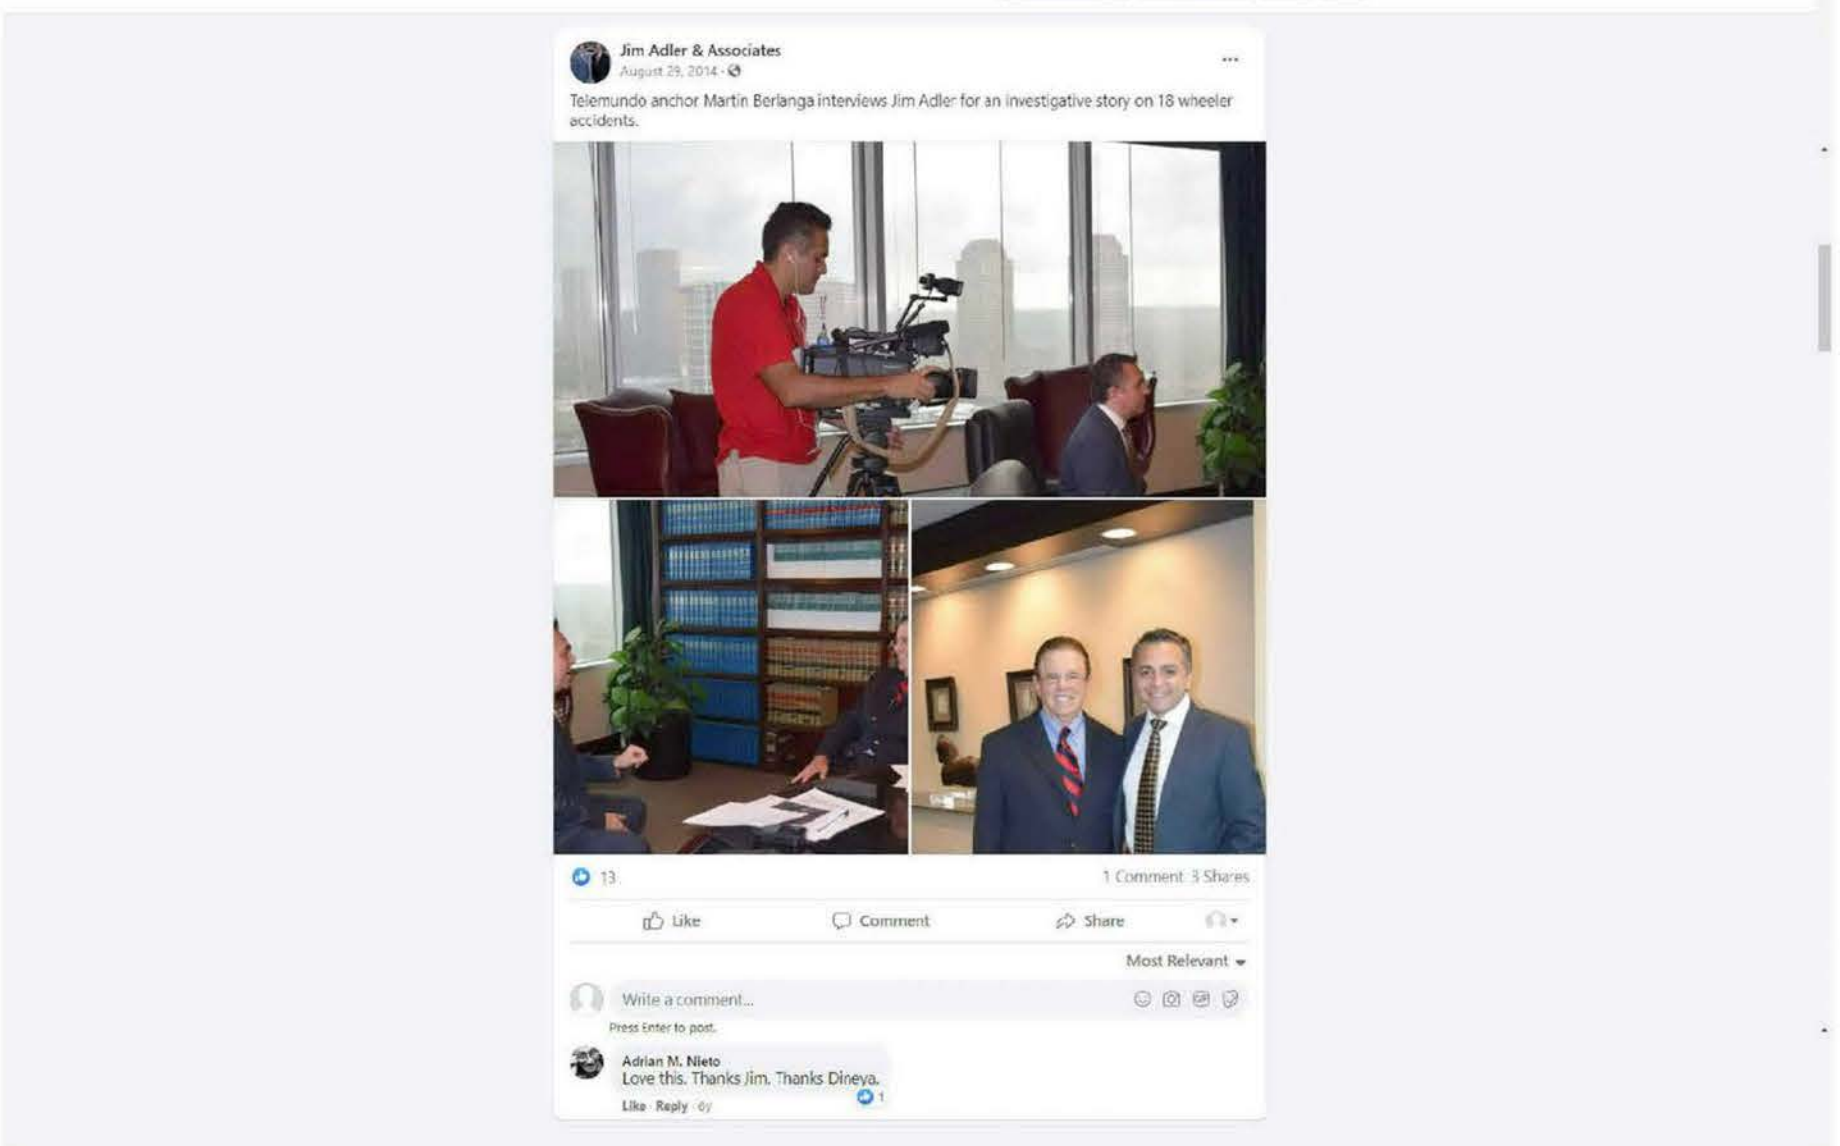 Jim Adler & Associates
August 29, 2014 ·
Telemundo anchor Martin Berlanga interviews Jim Adler for an investigative story on 18 wheeler
accidents.
13
1 Comment 3 Shares
Like
Comment
Share
Most Relevant
Write a comment...
GIF
Press Enter to post.
Adrian M. Nieto
Love this. Thanks Jim. Thanks Dineya.
1
Like · Reply · 6y